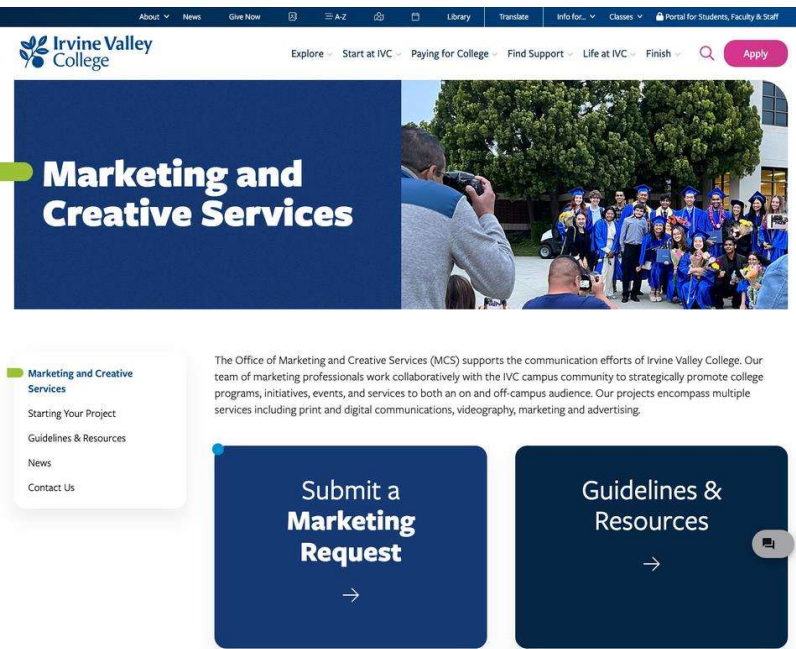 About News Give Now A-Z Library Translate Info for... Classes Portal for Students, Faculty & Staff
Irvine Valley
College
Explore Start at IVC Paying for College Find Support Life at IVC Finish Apply
Marketing and
Creative Services
Marketing and Creative
Services
Starting Your Project
Guidelines & Resources
News
Contact Us
The Office of Marketing and Creative Services (MCS) supports the communication efforts of Irvine Valley College. Our
team of marketing professionals work collaboratively with the IVC campus community to strategically promote college
programs, initiatives, events, and services to both an on and off-campus audience. Our projects encompass multiple
services including print and digital communications, videography, marketing and advertising.
Submit a
Marketing
Request
Guidelines &
Resources